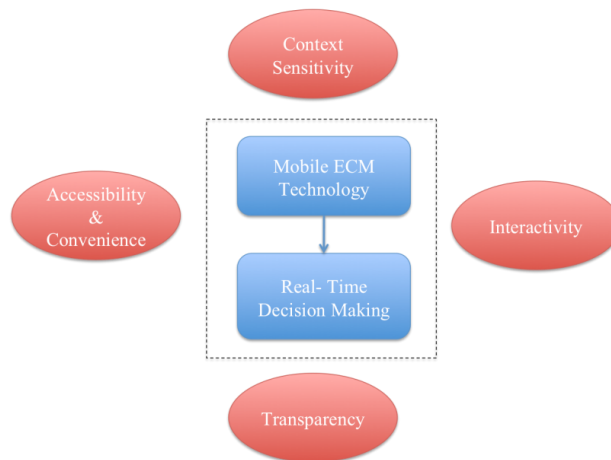 Context
Sensitivity
Mobile ECM
Technology
Accessibility
&
Convenience
Interactivity
Real- Time
Decision Making
Transparency